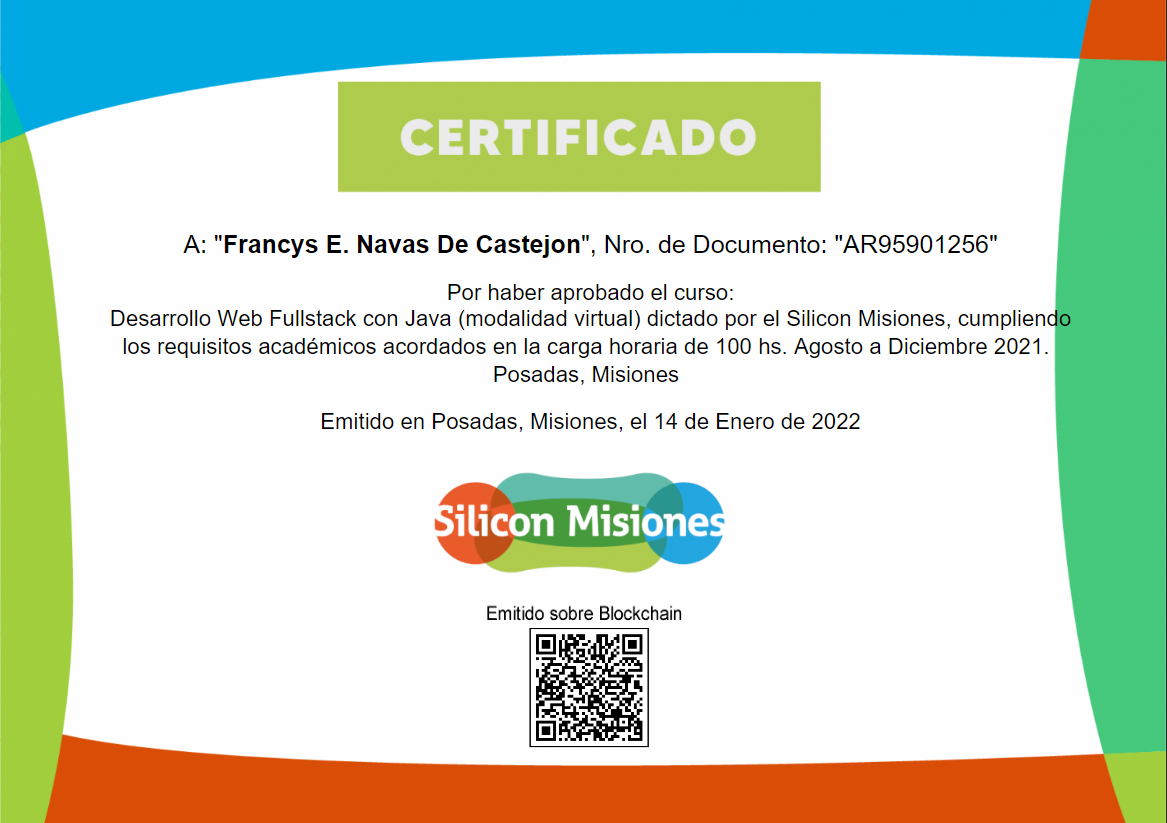 CERTIFICADO
A: "Francys E. Navas De Castejon", Nro. de Documento: "AR95901256"
Por haber aprobado el curso:
Desarrollo Web Fullstack con Java (modalidad virtual) dictado por el Silicon Misiones, cumpliendo
los requisitos académicos acordados en la carga horaria de 100 hs. Agosto a Diciembre 2021.
Posadas, Misiones
Emitido en Posadas, Misiones, el 14 de Enero de 2022
Silicon Misiones
Emitido sobre Blockchain